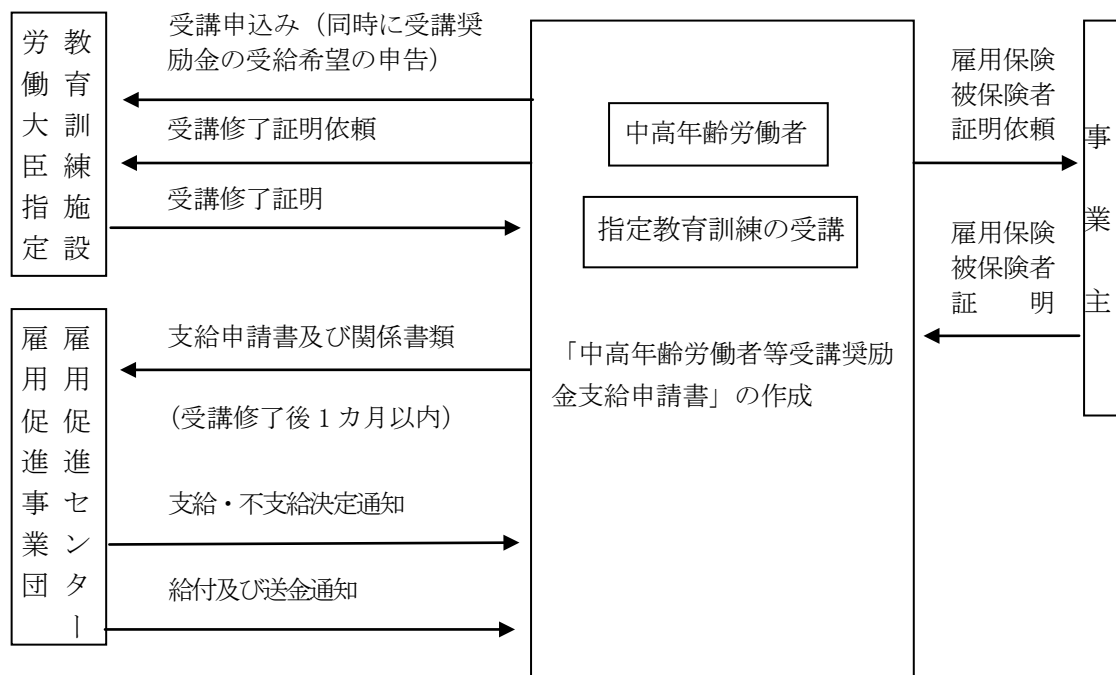 労働大臣指定
教育訓練施設
受講申込み（同時に受講奨
励金の受給希望の申告）
受講修了証明依頼
受講修了証明
雇用促進事業団
雇用促進センター
支給申請書及び関係書類
（受講修了後１カ月以内）
支給・不支給決定通知
給付及び送金通知
中高年齢労働者
指定教育訓練の受講
「中高年齢労働者等受講奨励
金支給申請書」の作成
雇用保険
被保険者
証明依頼
雇用保険
被保険者
証　　明
事業主